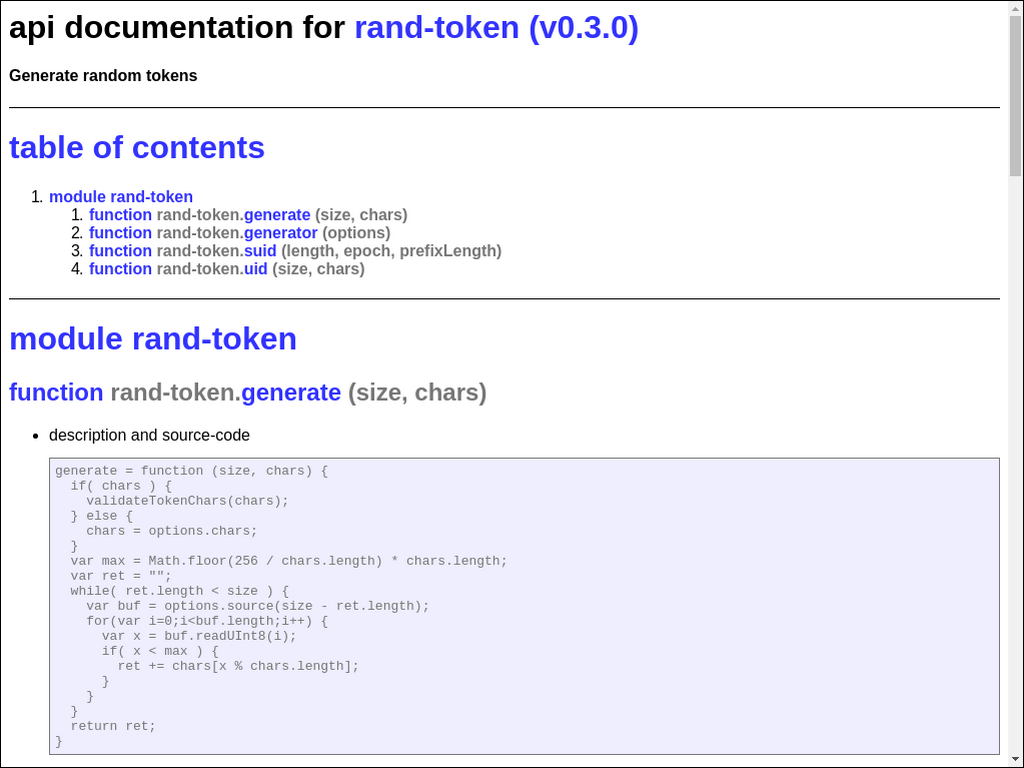 api documentation for rand-token (v0.3.0)
Generate random tokens
table of contents
1. module rand-token
1. function rand-token.generate (size, chars)
2. function rand-token.generator (options)
3. function rand-token.suid (length, epoch, prefixLength)
4. function rand-token.uid (size, chars)
module rand-token
function rand-token.generate (size, chars)
• description and source-code
generate = function (size, chars) {
  if( chars ) {
    validateTokenChars(chars);
  } else {
    chars = options.chars;
  }
  var max = Math.floor(256 / chars.length) * chars.length;
  var ret = "";
  while( ret.length < size ) {
    var buf = options.source(size - ret.length);
    for(var i=0;i<buf.length;i++) {
      var x = buf.readUInt8(i);
      if( x < max ) {
        ret += chars[x % chars.length];
      }
    }
  }
  return ret;
}